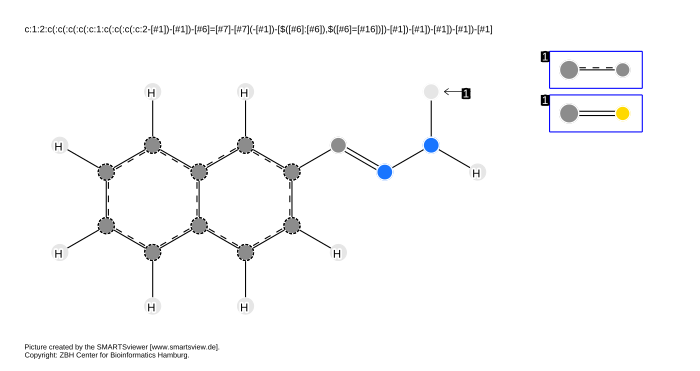 c:1:2:c(:c(:c(:c(:c:1:c(:c(:c(:c:2-[#1])-[#1])-[#6]=[#7]-[#7](-[#1])-[$([#6]:[#6]),$([#6]=[#16])])-[#1])-[#1])-[#1])-[#1])-[#1]
1
1
H H
1
H
H
H H
H H
Picture created by the SMARTSviewer [www.smartsview.de].
Copyright: ZBH Center for Bioinformatics Hamburg.